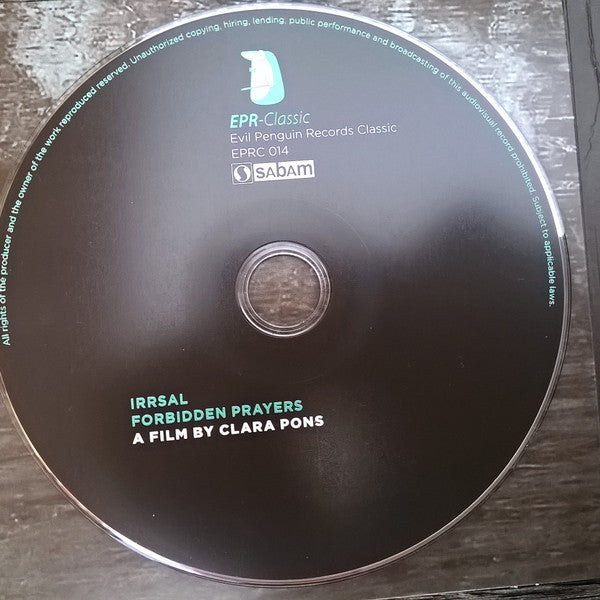 All rights of the producer and the owner of the work reproduced reserved. Unauthorized copying, hiring, lending, public performance and broadcasting of this audiovisual record prohibited. Subject to applicable laws.
EPR-Classic
Evil Penguin Records Classic
EPRC 014
SABAM
IRRSAL
FORBIDDEN PRAYERS
A FILM BY CLARA PONS